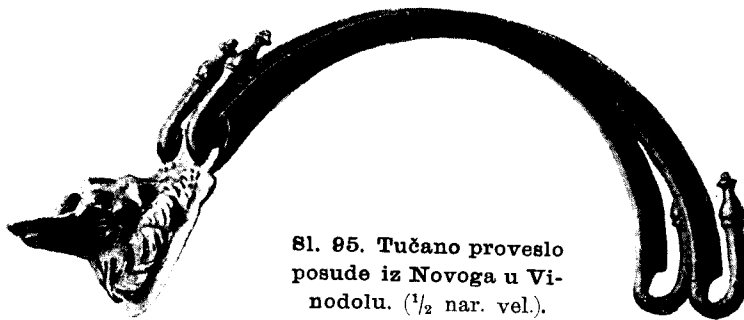 Sl. 95. Tučano proveslo
posude iz Novoga u Vi-
nodolu. (¹/₂ nar. vel.).